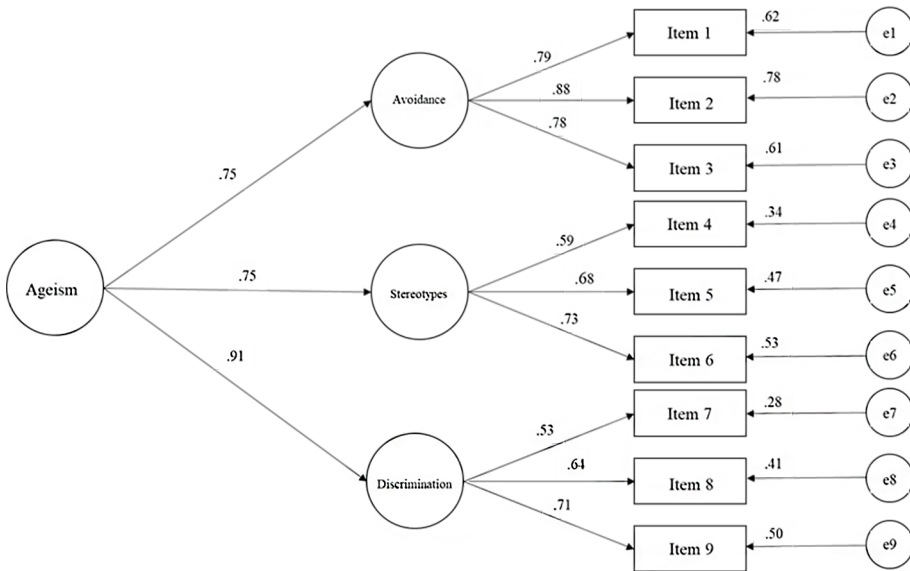 .62
Item 1
e1
.79
Avoidance
.88
.78
Item 2
e2
.78
.61
Item 3
e3
.75
.34
Item 4
e4
.59
Ageism
.75
Stereotypes
.68
.47
Item 5
e5
.73
.53
Item 6
e6
.91
.28
Item 7
e7
.53
Discrimination
.64
.41
Item 8
e8
.71
.50
Item 9
e9